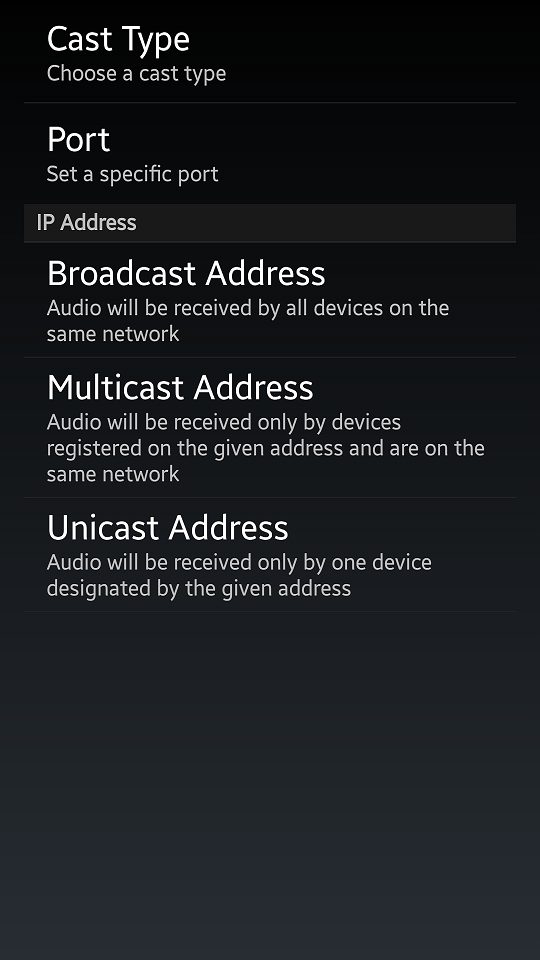 Cast Type
Choose a cast type
Port
Set a specific port
IP Address
Broadcast Address
Audio will be received by all devices on the
same network
Multicast Address
Audio will be received only by devices
registered on the given address and are on the
same network
Unicast Address
Audio will be received only by one device
designated by the given address